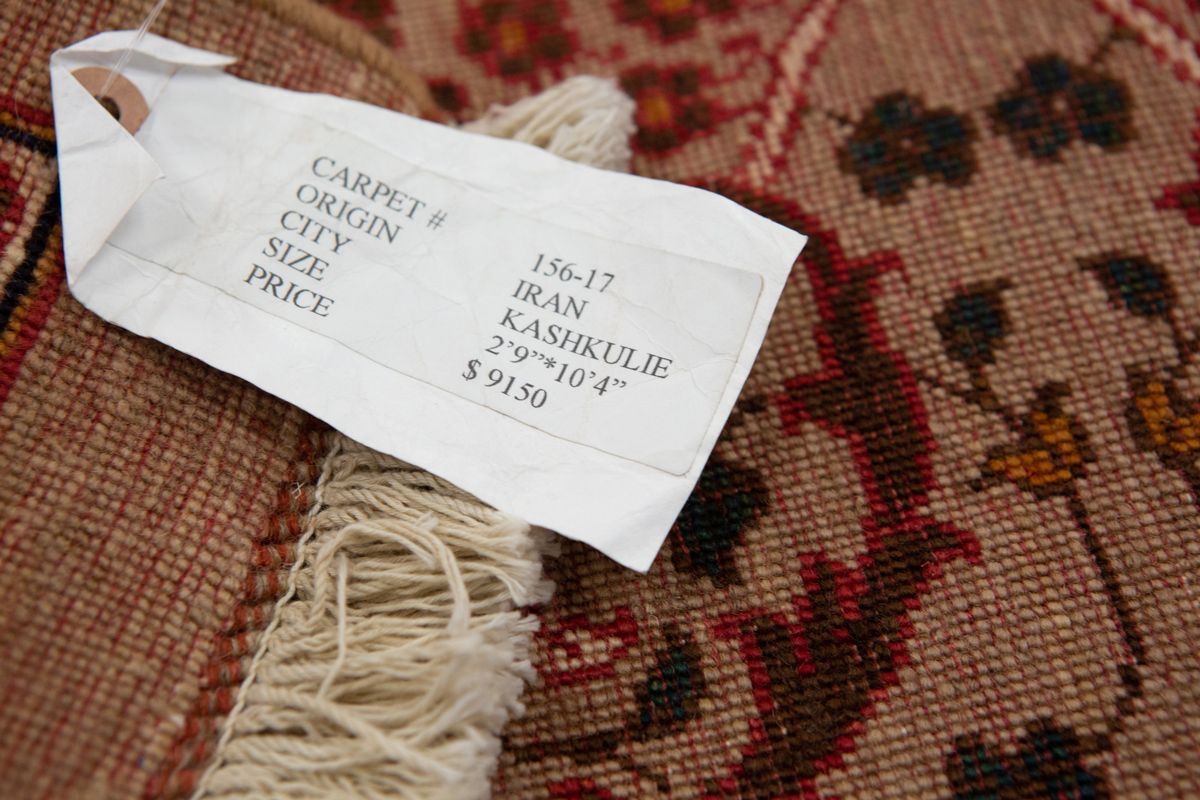 CARPET # 156-17
ORIGIN IRAN
CITY KASHKULIE
SIZE 2’9”*10’4”
PRICE $ 9150